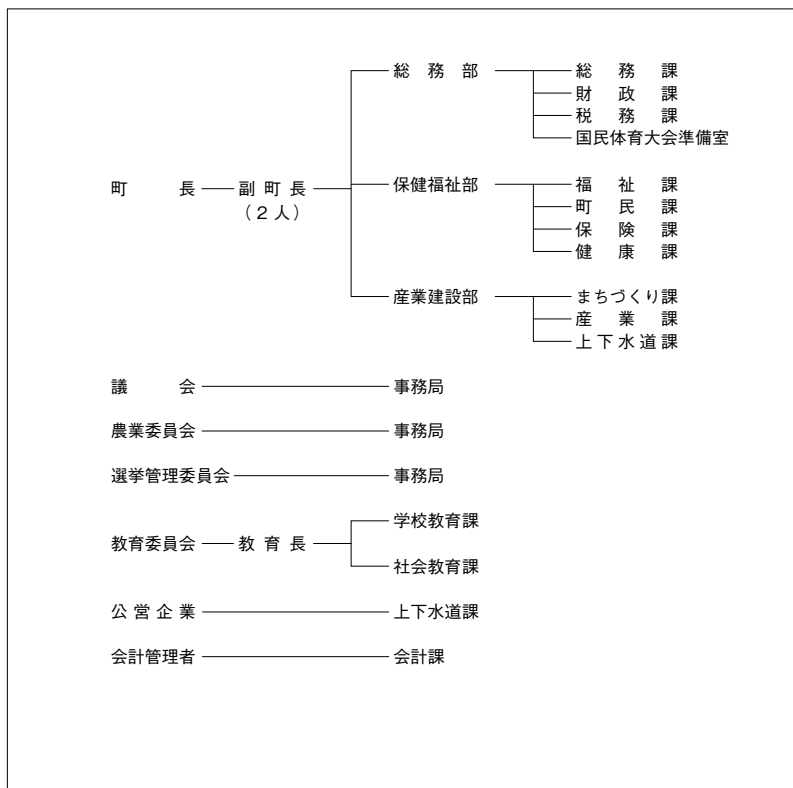 総務部 総務課
財政課
税務課
国民体育大会準備室
町長 副町長 保健福祉部 福祉課
（２人） 町民課
保険課
健康課
産業建設部 まちづくり課
産業課
上下水道課
議会 事務局
農業委員会 事務局
選挙管理委員会 事務局
学校教育課
教育委員会 教育長
社会教育課
公営企業 上下水道課
会計管理者 会計課